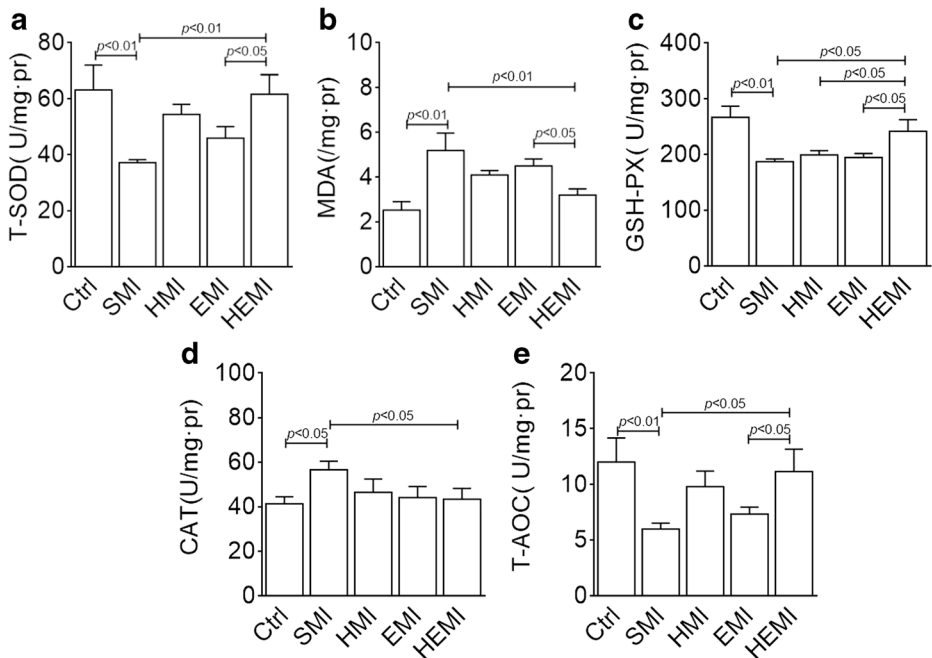 a
T-SOD( U/mg·pr)
80
60
40
20
0
p<0.01
p<0.01
p<0.05
Ctrl
SMI
HMI
EMI
HEMI
b
MDA(/mg·pr)
10
8
6
4
2
0
p<0.01
p<0.01
p<0.05
Ctrl
SMI
HMI
EMI
HEMI
c
GSH-PX( U/mg·pr)
400
300
200
100
0
p<0.05
p<0.01
p<0.05
p<0.05
Ctrl
SMI
HMI
EMI
HEMI
d
CAT(U/mg·pr)
100
80
60
40
20
0
p<0.05
p<0.05
Ctrl
SMI
HMI
EMI
HEMI
e
T-AOC( U/mg·pr)
20
15
10
5
0
p<0.05
p<0.01
p<0.05
Ctrl
SMI
HMI
EMI
HEMI